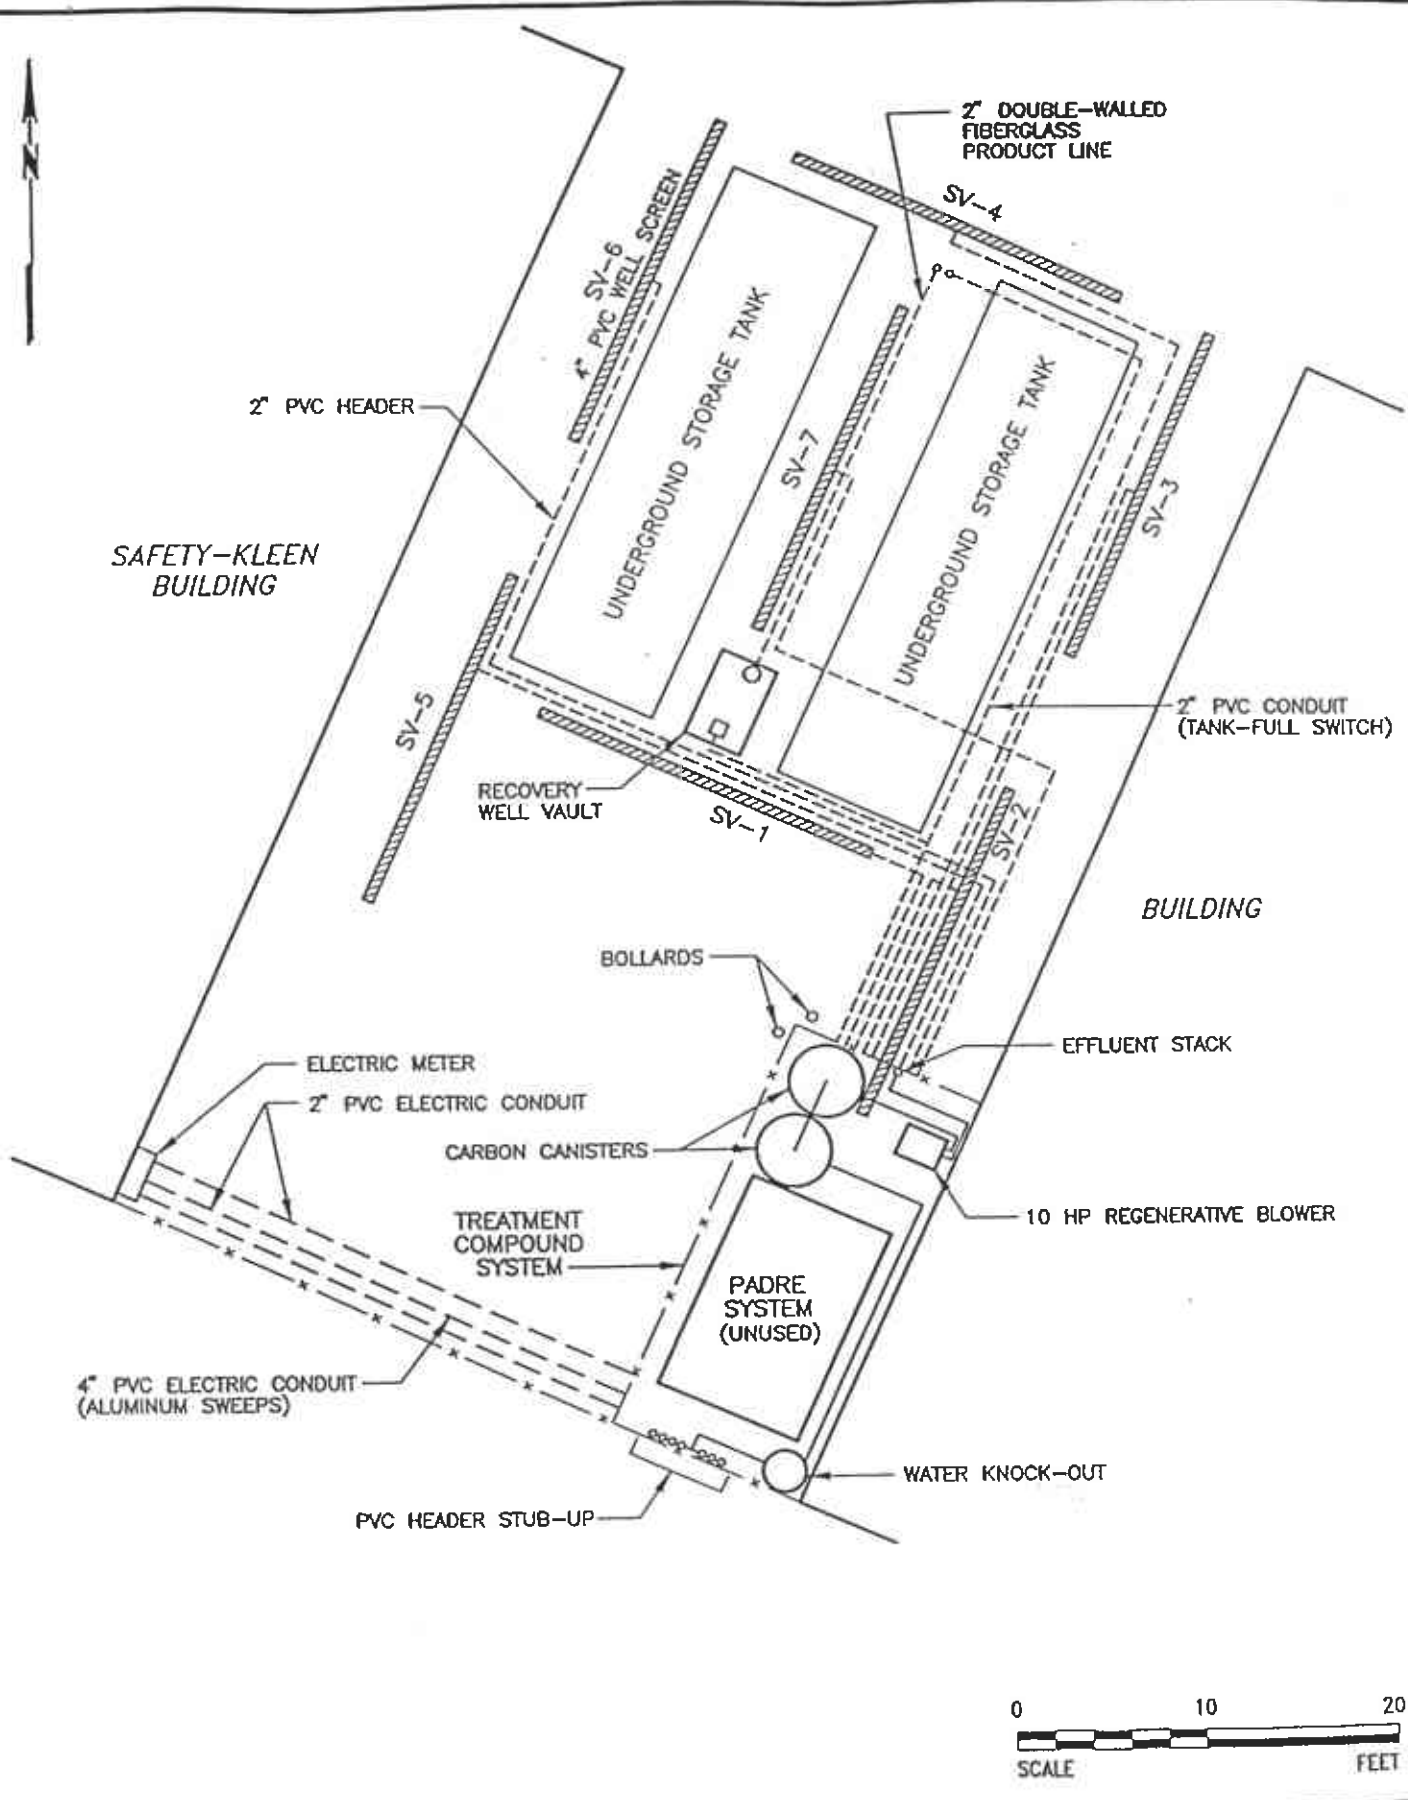 N
2" DOUBLE-WALLED
FIBERGLASS
PRODUCT LINE
SV-4
SV-6
4" PVC WELL SCREEN
UNDERGROUND STORAGE TANK
2" PVC HEADER
SV-7
UNDERGROUND STORAGE TANK
SV-3
SAFETY-KLEEN
BUILDING
SV-5
2" PVC CONDUIT
(TANK-FULL SWITCH)
RECOVERY
WELL VAULT
SV-1
SV-2
BUILDING
BOLLARDS
EFFLUENT STACK
ELECTRIC METER
2" PVC ELECTRIC CONDUIT
CARBON CANISTERS
10 HP REGENERATIVE BLOWER
TREATMENT
COMPOUND
SYSTEM
PADRE
SYSTEM
(UNUSED)
4" PVC ELECTRIC CONDUIT
(ALUMINUM SWEEPS)
WATER KNOCK-OUT
PVC HEADER STUB-UP
0 10 20
SCALE FEET